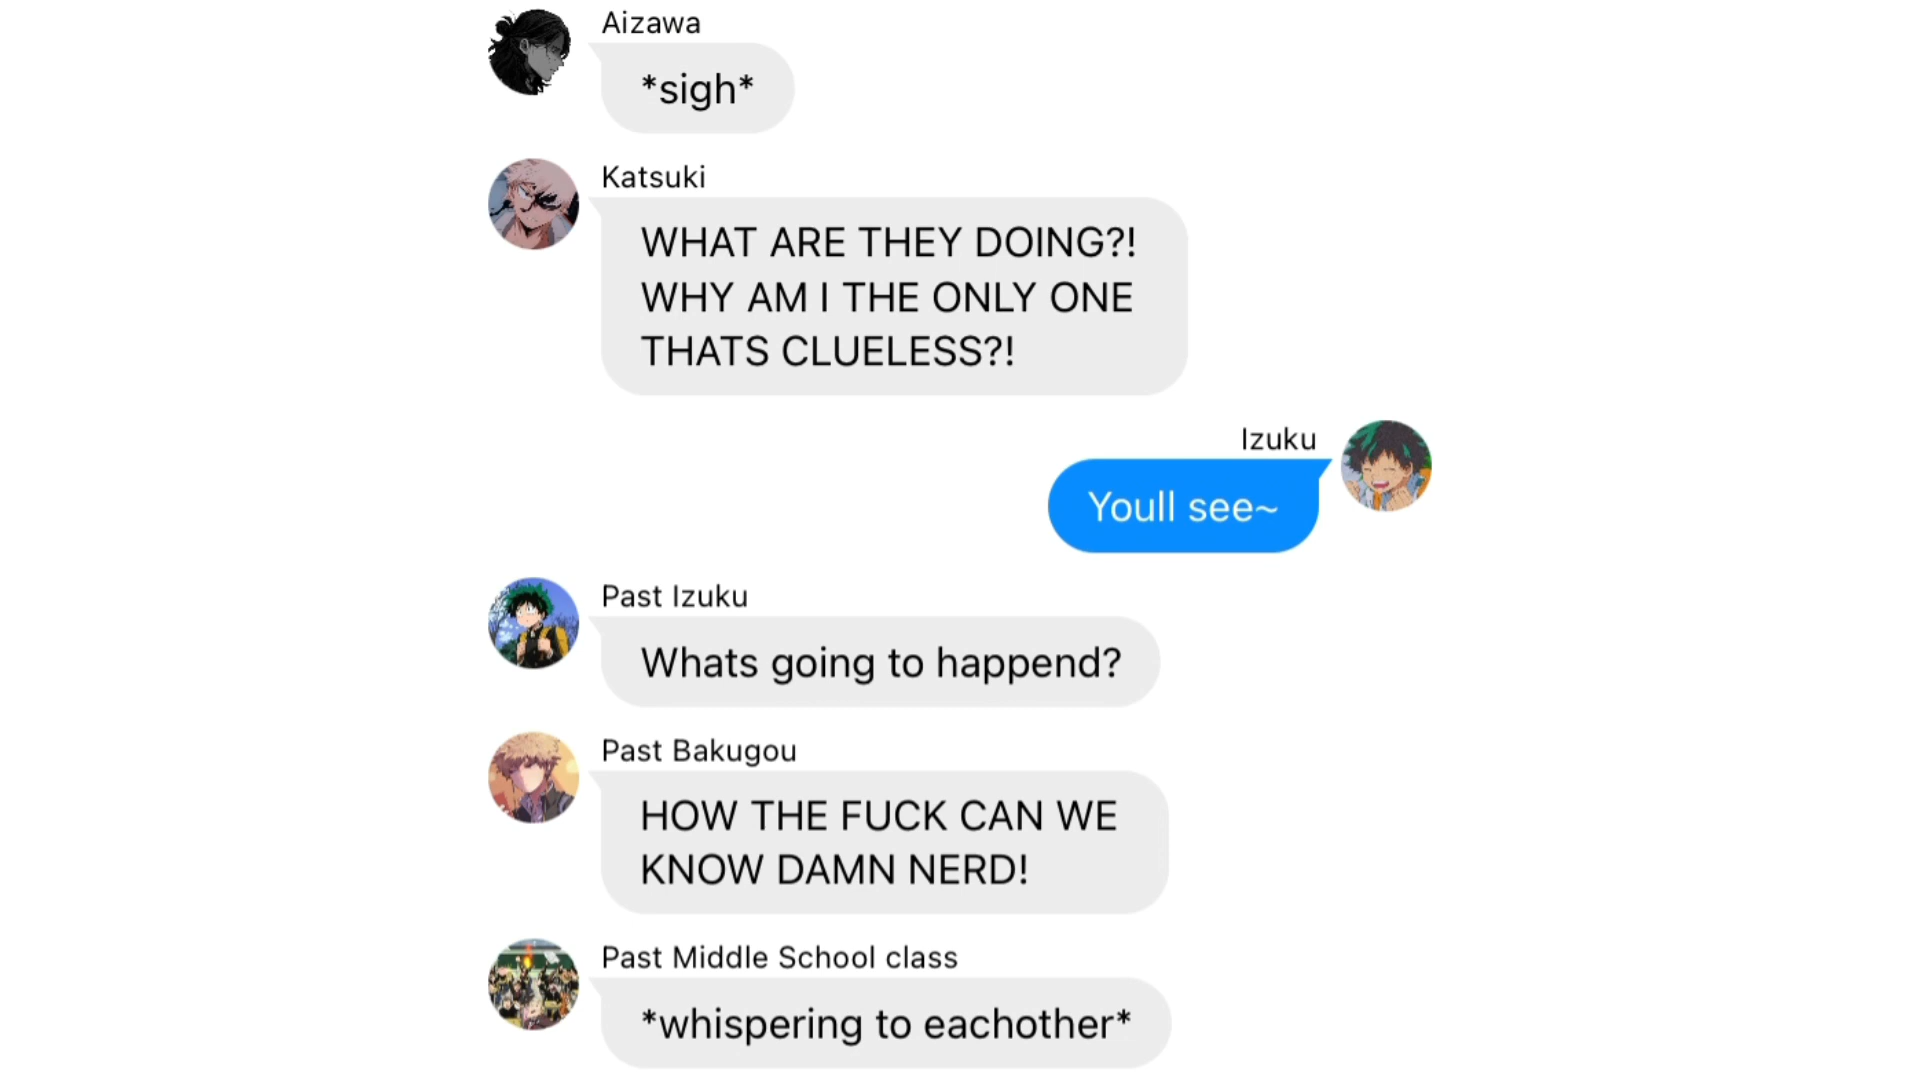 Aizawa
*sigh*
Katsuki
WHAT ARE THEY DOING?!
WHY AM I THE ONLY ONE
THATS CLUELESS?!
Izuku
Youll see~
Past Izuku
Whats going to happend?
Past Bakugou
HOW THE FUCK CAN WE
KNOW DAMN NERD!
Past Middle School class
*whispering to eachother*